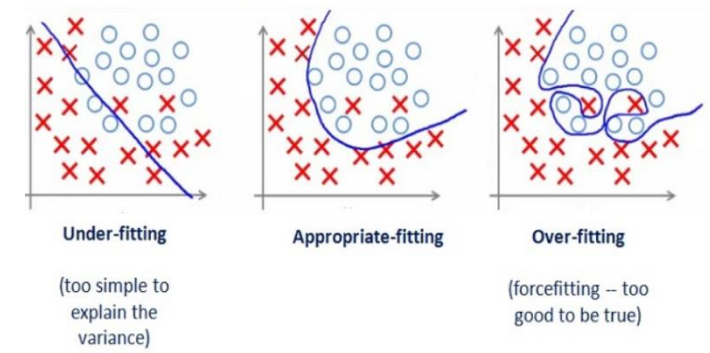 Under-fitting
Appropriate-fitting
Over-fitting
(too simple to
explain the
variance)
(forcefitting -- too
good to be true)